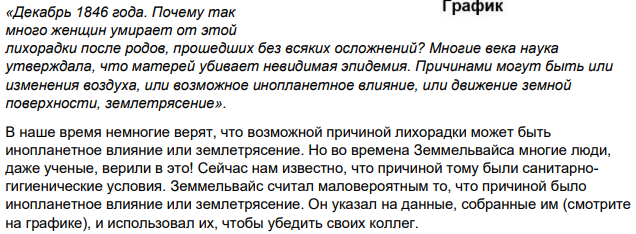 График
«Декабрь 1846 года. Почему так
много женщин умирает от этой
лихорадки после родов, прошедших без всяких осложнений? Многие века наука
утверждала, что матерей убивает невидимая эпидемия. Причинами могут быть или
изменения воздуха, или возможное инопланетное влияние, или движение земной
поверхности, землетрясение».
В наше время немногие верят, что возможной причиной лихорадки может быть
инопланетное влияние или землетрясение. Но во времена Земмельвайса многие люди,
даже ученые, верили в это! Сейчас нам известно, что причиной тому были санитарно-
гигиенические условия. Земмельвайс считал маловероятным то, что причиной было
инопланетное влияние или землетрясение. Он указал на данные, собранные им (смотрите
на графике), и использовал их, чтобы убедить своих коллег.